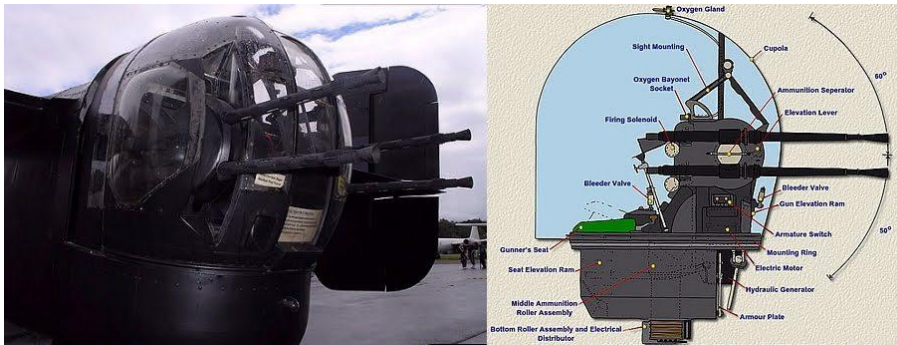 Oxygen Gland
Sight Mounting
Cupola
Oxygen Bayonet
Socket
60°
Ammunition Seperator
Firing Solenoid
Elevation Lever
Bleeder Valve
Bleeder Valve
Gun Elevation Ram
Armature Switch
50°
Gunner's Seat
Mounting Ring
Seat Elevation Ram
Electric Motor
Hydraulic Generator
Middle Ammunition
Roller Assembly
Armour Plate
Bottom Roller Assembly and Electrical
Distributor